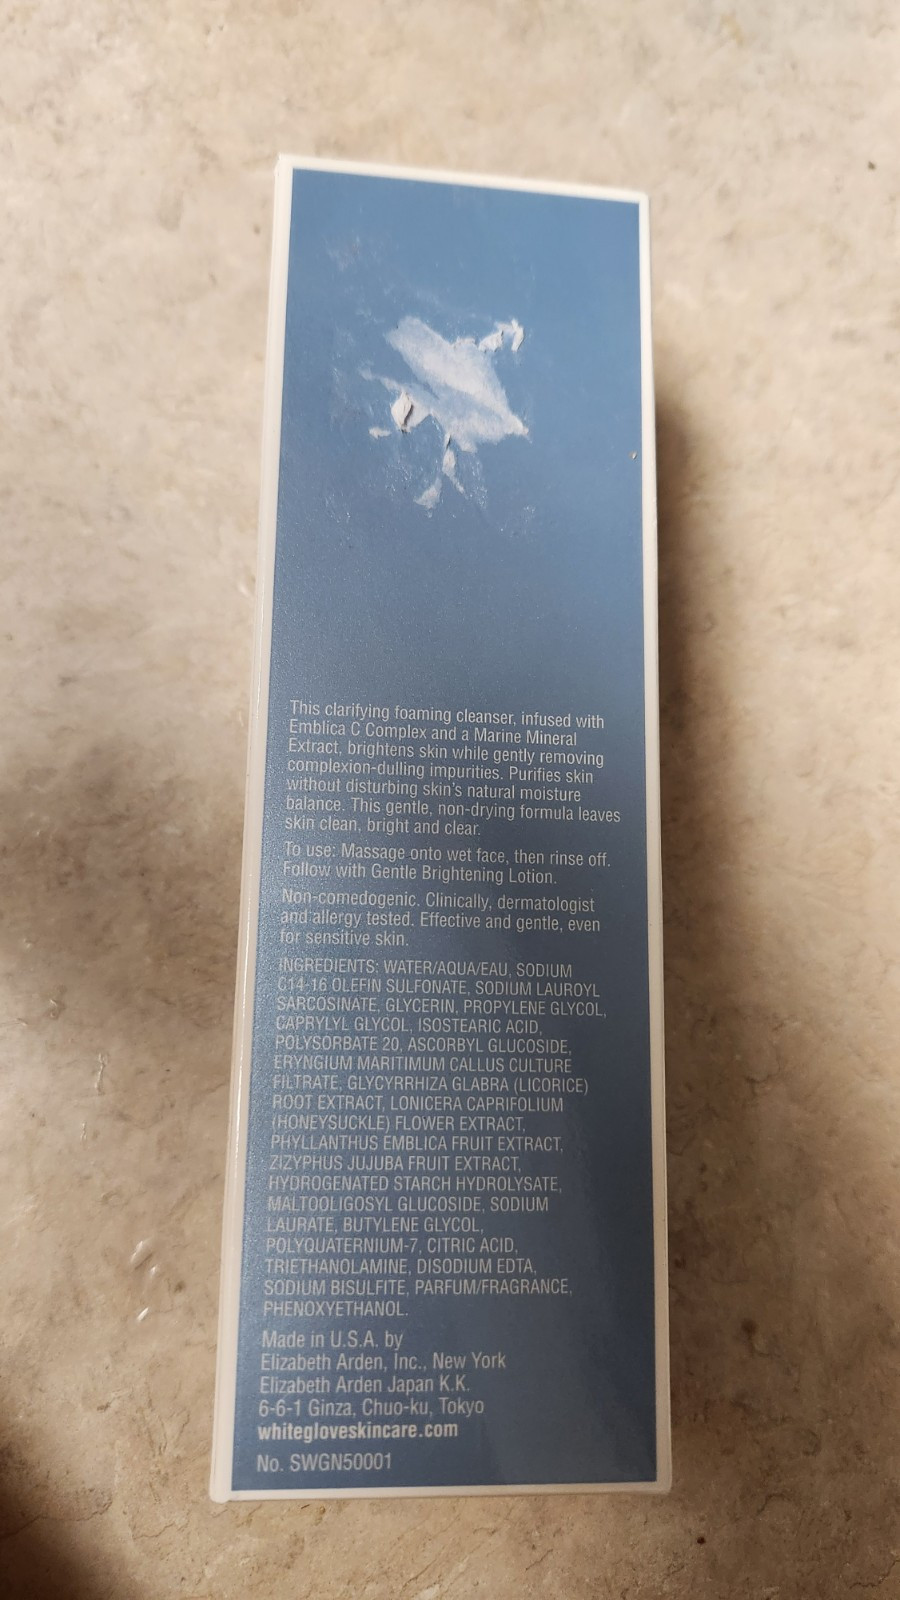 This clarifying foaming cleanser, infused with
Emblica C Complex and a Marine Mineral
Extract, brightens skin while gently removing
complexion-dulling impurities. Purifies skin
without disturbing skin's natural moisture
balance. This gentle, non-drying formula leaves
skin clean, bright and clear.
To use: Massage onto wet face, then rinse off.
Follow with Gentle Brightening Lotion.
Non-comedogenic. Clinically, dermatologist
and allergy tested. Effective and gentle, even
for sensitive skin.
INGREDIENTS: WATER/AQUA/EAU, SODIUM
C14-16 OLEFIN SULFONATE, SODIUM LAUROYL
SARCOSINATE, GLYCERIN, PROPYLENE GLYCOL,
CAPRYLYL GLYCOL, ISOSTEARIC ACID,
POLYSORBATE 20, ASCORBYL GLUCOSIDE,
ERYNGIUM MARITIMUM CALLUS CULTURE
FILTRATE, GLYCYRRHIZA GLABRA (LICORICE)
ROOT EXTRACT, LONICERA CAPRIFOLIUM
(HONEYSUCKLE) FLOWER EXTRACT,
PHYLLANTHUS EMBLICA FRUIT EXTRACT,
ZIZYPHUS JUJUBA FRUIT EXTRACT,
HYDROGENATED STARCH HYDROLYSATE,
MALTOOLIGOSYL GLUCOSIDE, SODIUM
LAURATE, BUTYLENE GLYCOL,
POLYQUATERNIUM-7, CITRIC ACID,
TRIETHANOLAMINE, DISODIUM EDTA,
SODIUM BISULFITE, PARFUM/FRAGRANCE,
PHENOXYETHANOL.
Made in U.S.A. by
Elizabeth Arden, Inc., New York
Elizabeth Arden Japan K.K.
6-6-1 Ginza, Chuo-ku, Tokyo
whitegloveskincare.com
No. SWGN50001